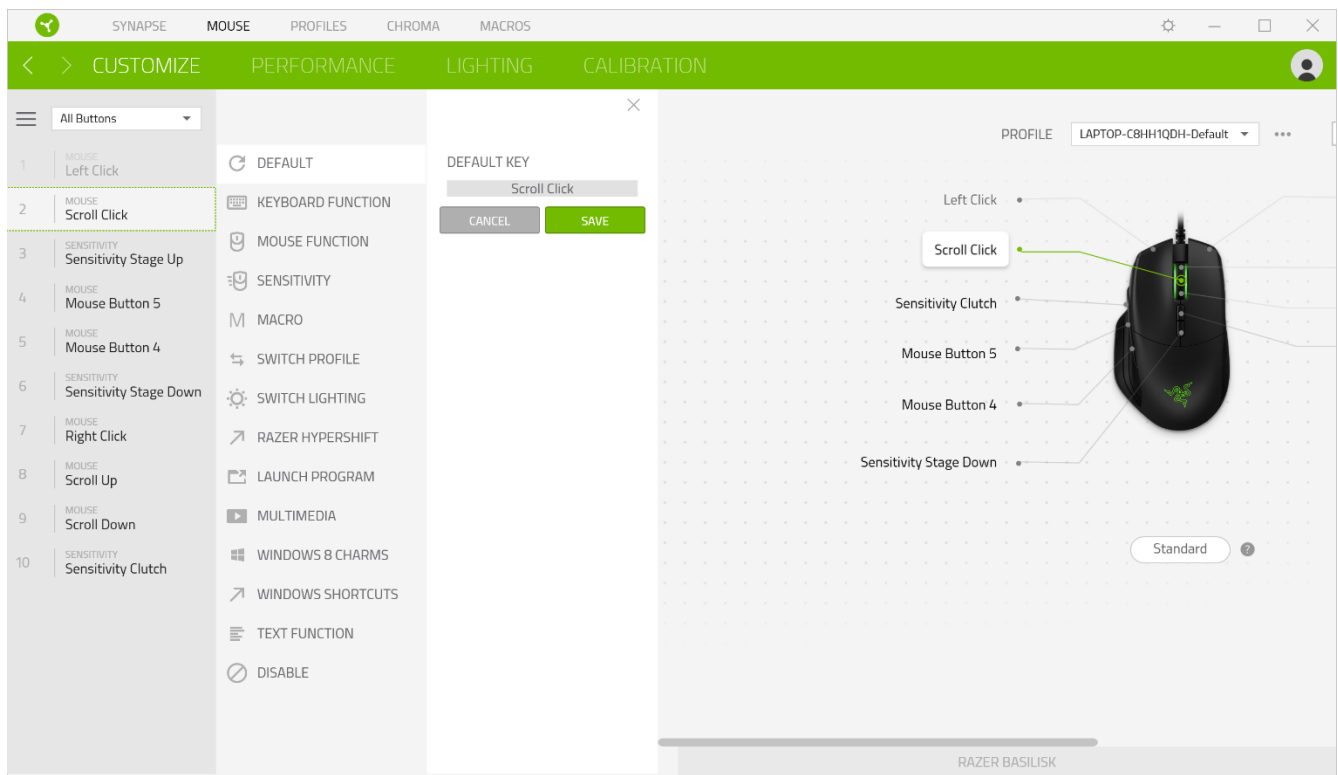 SYNAPSE MOUSE PROFILES CHROMA MACROS
CUSTOMIZE PERFORMANCE LIGHTING CALIBRATION
All Buttons
1 MOUSE
Left Click
2 MOUSE
Scroll Click
3 SENSITIVITY
Sensitivity Stage Up
4 MOUSE
Mouse Button 5
5 MOUSE
Mouse Button 4
6 SENSITIVITY
Sensitivity Stage Down
7 MOUSE
Right Click
8 MOUSE
Scroll Up
9 MOUSE
Scroll Down
10 SENSITIVITY
Sensitivity Clutch
DEFAULT
KEYBOARD FUNCTION
MOUSE FUNCTION
SENSITIVITY
MACRO
SWITCH PROFILE
SWITCH LIGHTING
RAZER HYPERSHIFT
LAUNCH PROGRAM
MULTIMEDIA
WINDOWS 8 CHARMS
WINDOWS SHORTCUTS
TEXT FUNCTION
DISABLE
DEFAULT KEY
Scroll Click
CANCEL SAVE
PROFILE LAPTOP-C8HH1QDH-Default
Left Click
Scroll Click
Sensitivity Clutch
Mouse Button 5
Mouse Button 4
Sensitivity Stage Down
Standard ?
RAZER BASILISK